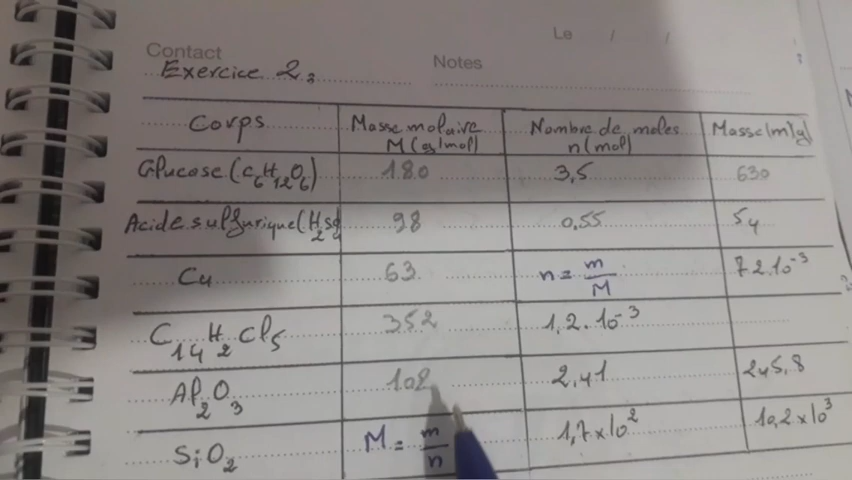 Le / /
Contact
Notes
Exercice 2:
Corps
Masse molaire M (g/mol)
Nombre de moles n (mol)
Masse (m) g)
Glucose (C6H12O6) 180 3,5 630
Acide sulfurique (H2SO4 98 0,55 54
Cu 63 n = m/M 72.10⁻³
C14H2Cl5 352 1,2.10⁻³
Al2O3 102 2,41 245,8
SiO2 M = m/n 1,7×10² 10,2×10³